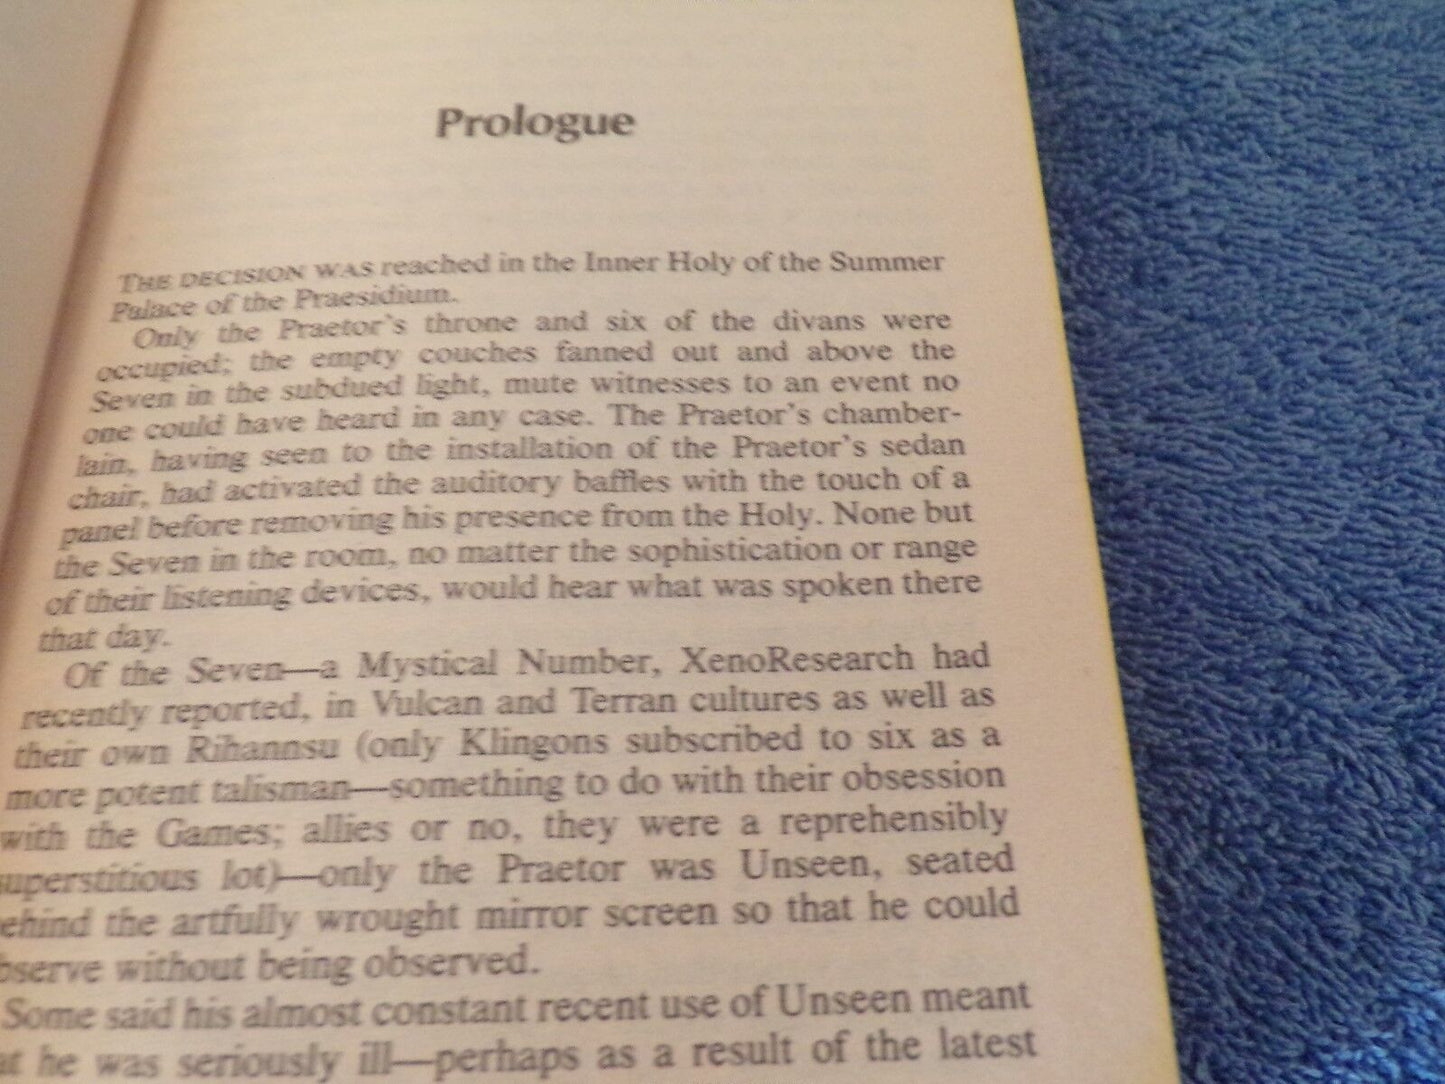 Prologue
THE DECISION WAS reached in the Inner Holy of the Summer
Palace of the Praesidium.
Only the Praetor's throne and six of the divans were
occupied; the empty couches fanned out and above the
Seven in the subdued light, mute witnesses to an event no
one could have heard in any case. The Praetor's chamber-
lain, having seen to the installation of the Praetor's sedan
chair, had activated the auditory baffles with the touch of a
panel before removing his presence from the Holy. None but
the Seven in the room, no matter the sophistication or range
of their listening devices, would hear what was spoken there
that day.
Of the Seven—a Mystical Number, XenoResearch had
recently reported, in Vulcan and Terran cultures as well as
their own Rihannsu (only Klingons subscribed to six as a
more potent talisman—something to do with their obsession
with the Games; allies or no, they were a reprehensibly
uperstitious lot)—only the Praetor was Unseen, seated
ehind the artfully wrought mirror screen so that he could
bserve without being observed.
Some said his almost constant recent use of Unseen meant
at he was seriously ill—perhaps as a result of the latest